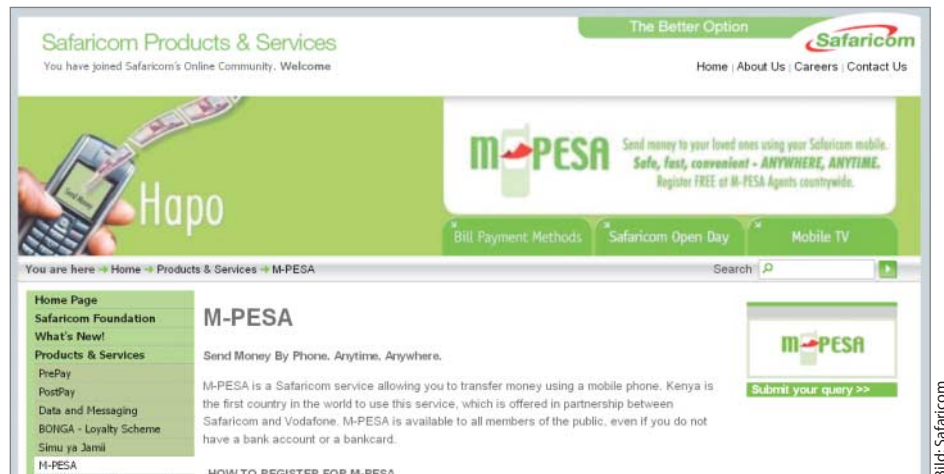 Safaricom Products & Services
You have joined Safaricom's Online Community. Welcome
The Better Option
Safaricom
Home | About Us | Careers | Contact Us
Send Money
Hapo
M-PESA
Send money to your loved ones using your Safaricom mobile.
Safe, fast, convenient - ANYWHERE, ANYTIME.
Register FREE at M-PESA Agents countrywide.
Bill Payment Methods
Safaricom Open Day
Mobile TV
You are here Home Products & Services M-PESA
Search
Home Page
Safaricom Foundation
What's New!
Products & Services
PrePay
PostPay
Data and Messaging
BONGA - Loyalty Scheme
Simu ya Jamii
M-PESA
M-PESA
Send Money By Phone. Anytime, Anywhere.
M-PESA is a Safaricom service allowing you to transfer money using a mobile phone. Kenya is
the first country in the world to use this service, which is offered in partnership between
Safaricom and Vodafone. M-PESA is available to all members of the public, even if you do not
have a bank account or a bankcard.
HOW TO REGISTER FOR M-PESA
M-PESA
Submit your query >>
Bild: Safaricom